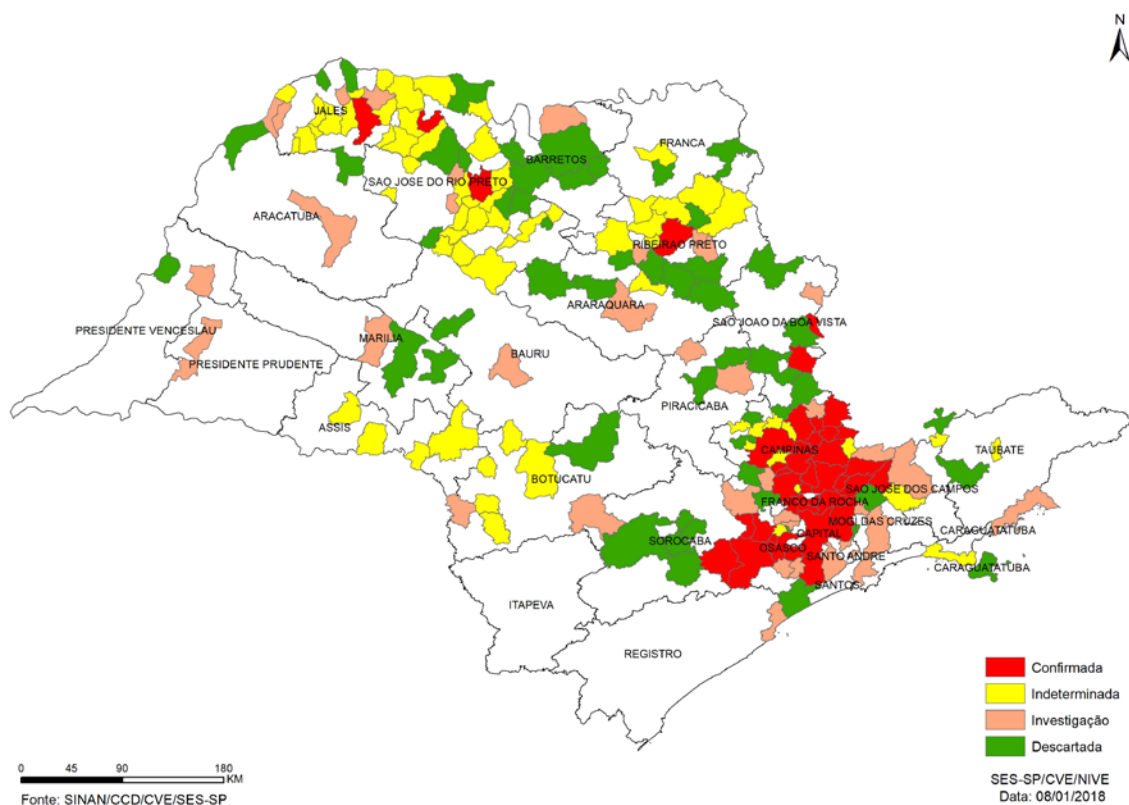 N
JALES
FRANCA
BARRETOS
SAO JOSE DO RIO PRETO
ARACATUBA
RIBEIRAO PRETO
ARARAQUARA
SAO JOAO DA BOA VISTA
PRESIDENTE VENCESLAU
MARILIA
BAURU
PRESIDENTE PRUDENTE
PIRACICABA
ASSIS
CAMPINAS
TAUBATE
BOTUCATU
SAO JOSE DOS CAMPOS
FRANCO DA ROCHA
MOGI DAS CRUZES
CARAGUATATUBA
CAPITAL
SOROCABA
OSASCO
SANTO ANDRE
CARAGUATATUBA
SANTOS
ITAPEVA
REGISTRO
Confirmada
Indeterminada
Investigação
Descartada
0 45 90 180
KM
SES-SP/CVE/NIVE
Data: 08/01/2018
Fonte: SINAN/CCD/CVE/SES-SP